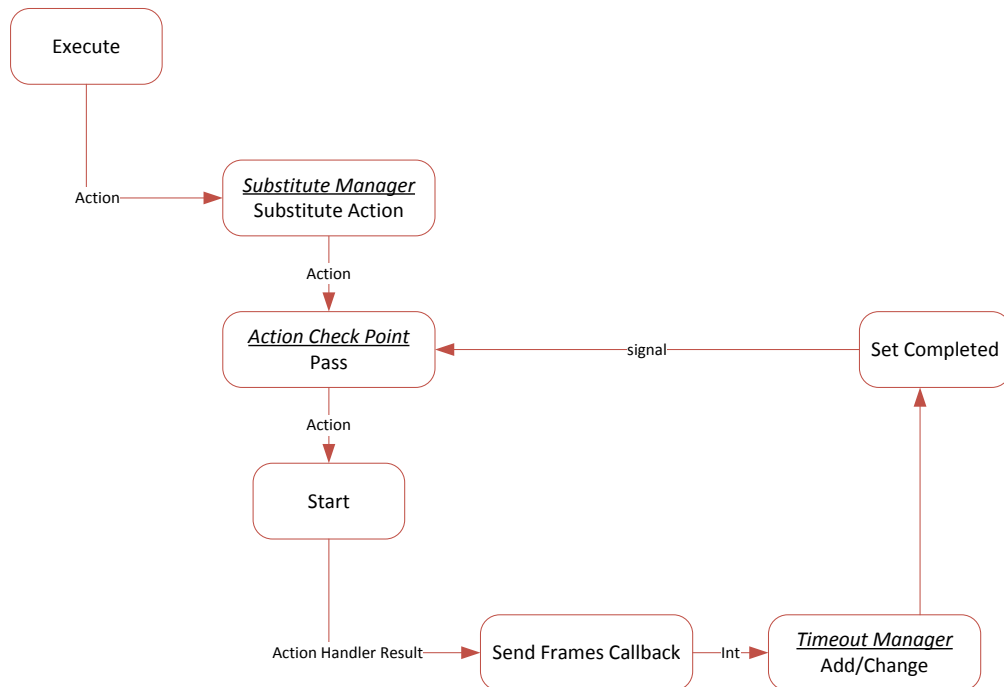 Execute
Action
Substitute Manager
Substitute Action
Action
Action Check Point
Pass
signal
Set Completed
Action
Start
Action Handler Result
Send Frames Callback
Int
Timeout Manager
Add/Change